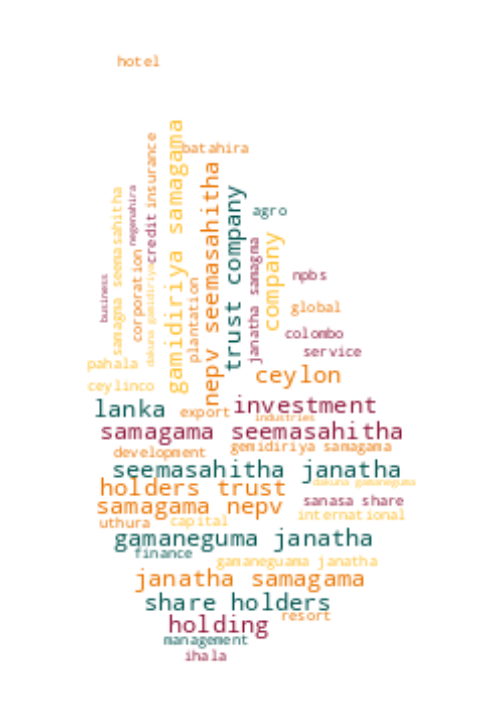 hotel
batahira
gamidiriya samagama
insurance
nepv seemasahitha
trust company
agro
negenahira
credit
samagma seemasahitha
corporation
dakuna gamidiriya
plantation
janatha samagma
company
npbs
business
global
colombo
service
pahala
ceylon
ceylinco
lanka
export
investment
industries
samagama seemasahitha
gemidiriya samagama
development
seemasahitha janatha
dakunu gamaneguma
holders trust
sanasa share
samagama nepv
international
uthura
capital
gamaneguma janatha
finance
gamaneguama janatha
janatha samagama
share holders
resort
holding
management
ihala